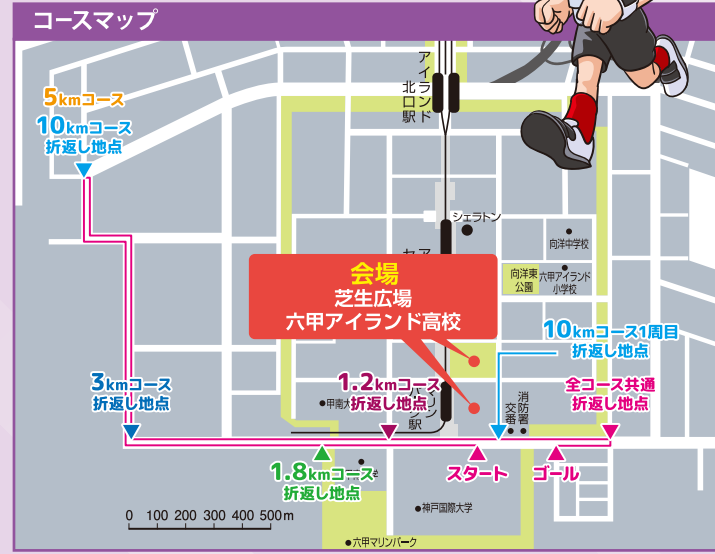 コースマップ
5kmコース
10kmコース
折返し地点
アイランド
北口駅
シェラトン
向洋中学校
向洋東
公園
六甲アイランド
小学校
会場
芝生広場
六甲アイランド高校
10kmコース1周目
折返し地点
3kmコース
折返し地点
1.2kmコース
折返し地点
マリン
駅
甲南大
消防署
交番
全コース共通
折返し地点
1.8kmコース
折返し地点
スタート
ゴール
神戸国際大学
六甲マリンパーク
0 100 200 300 400 500m